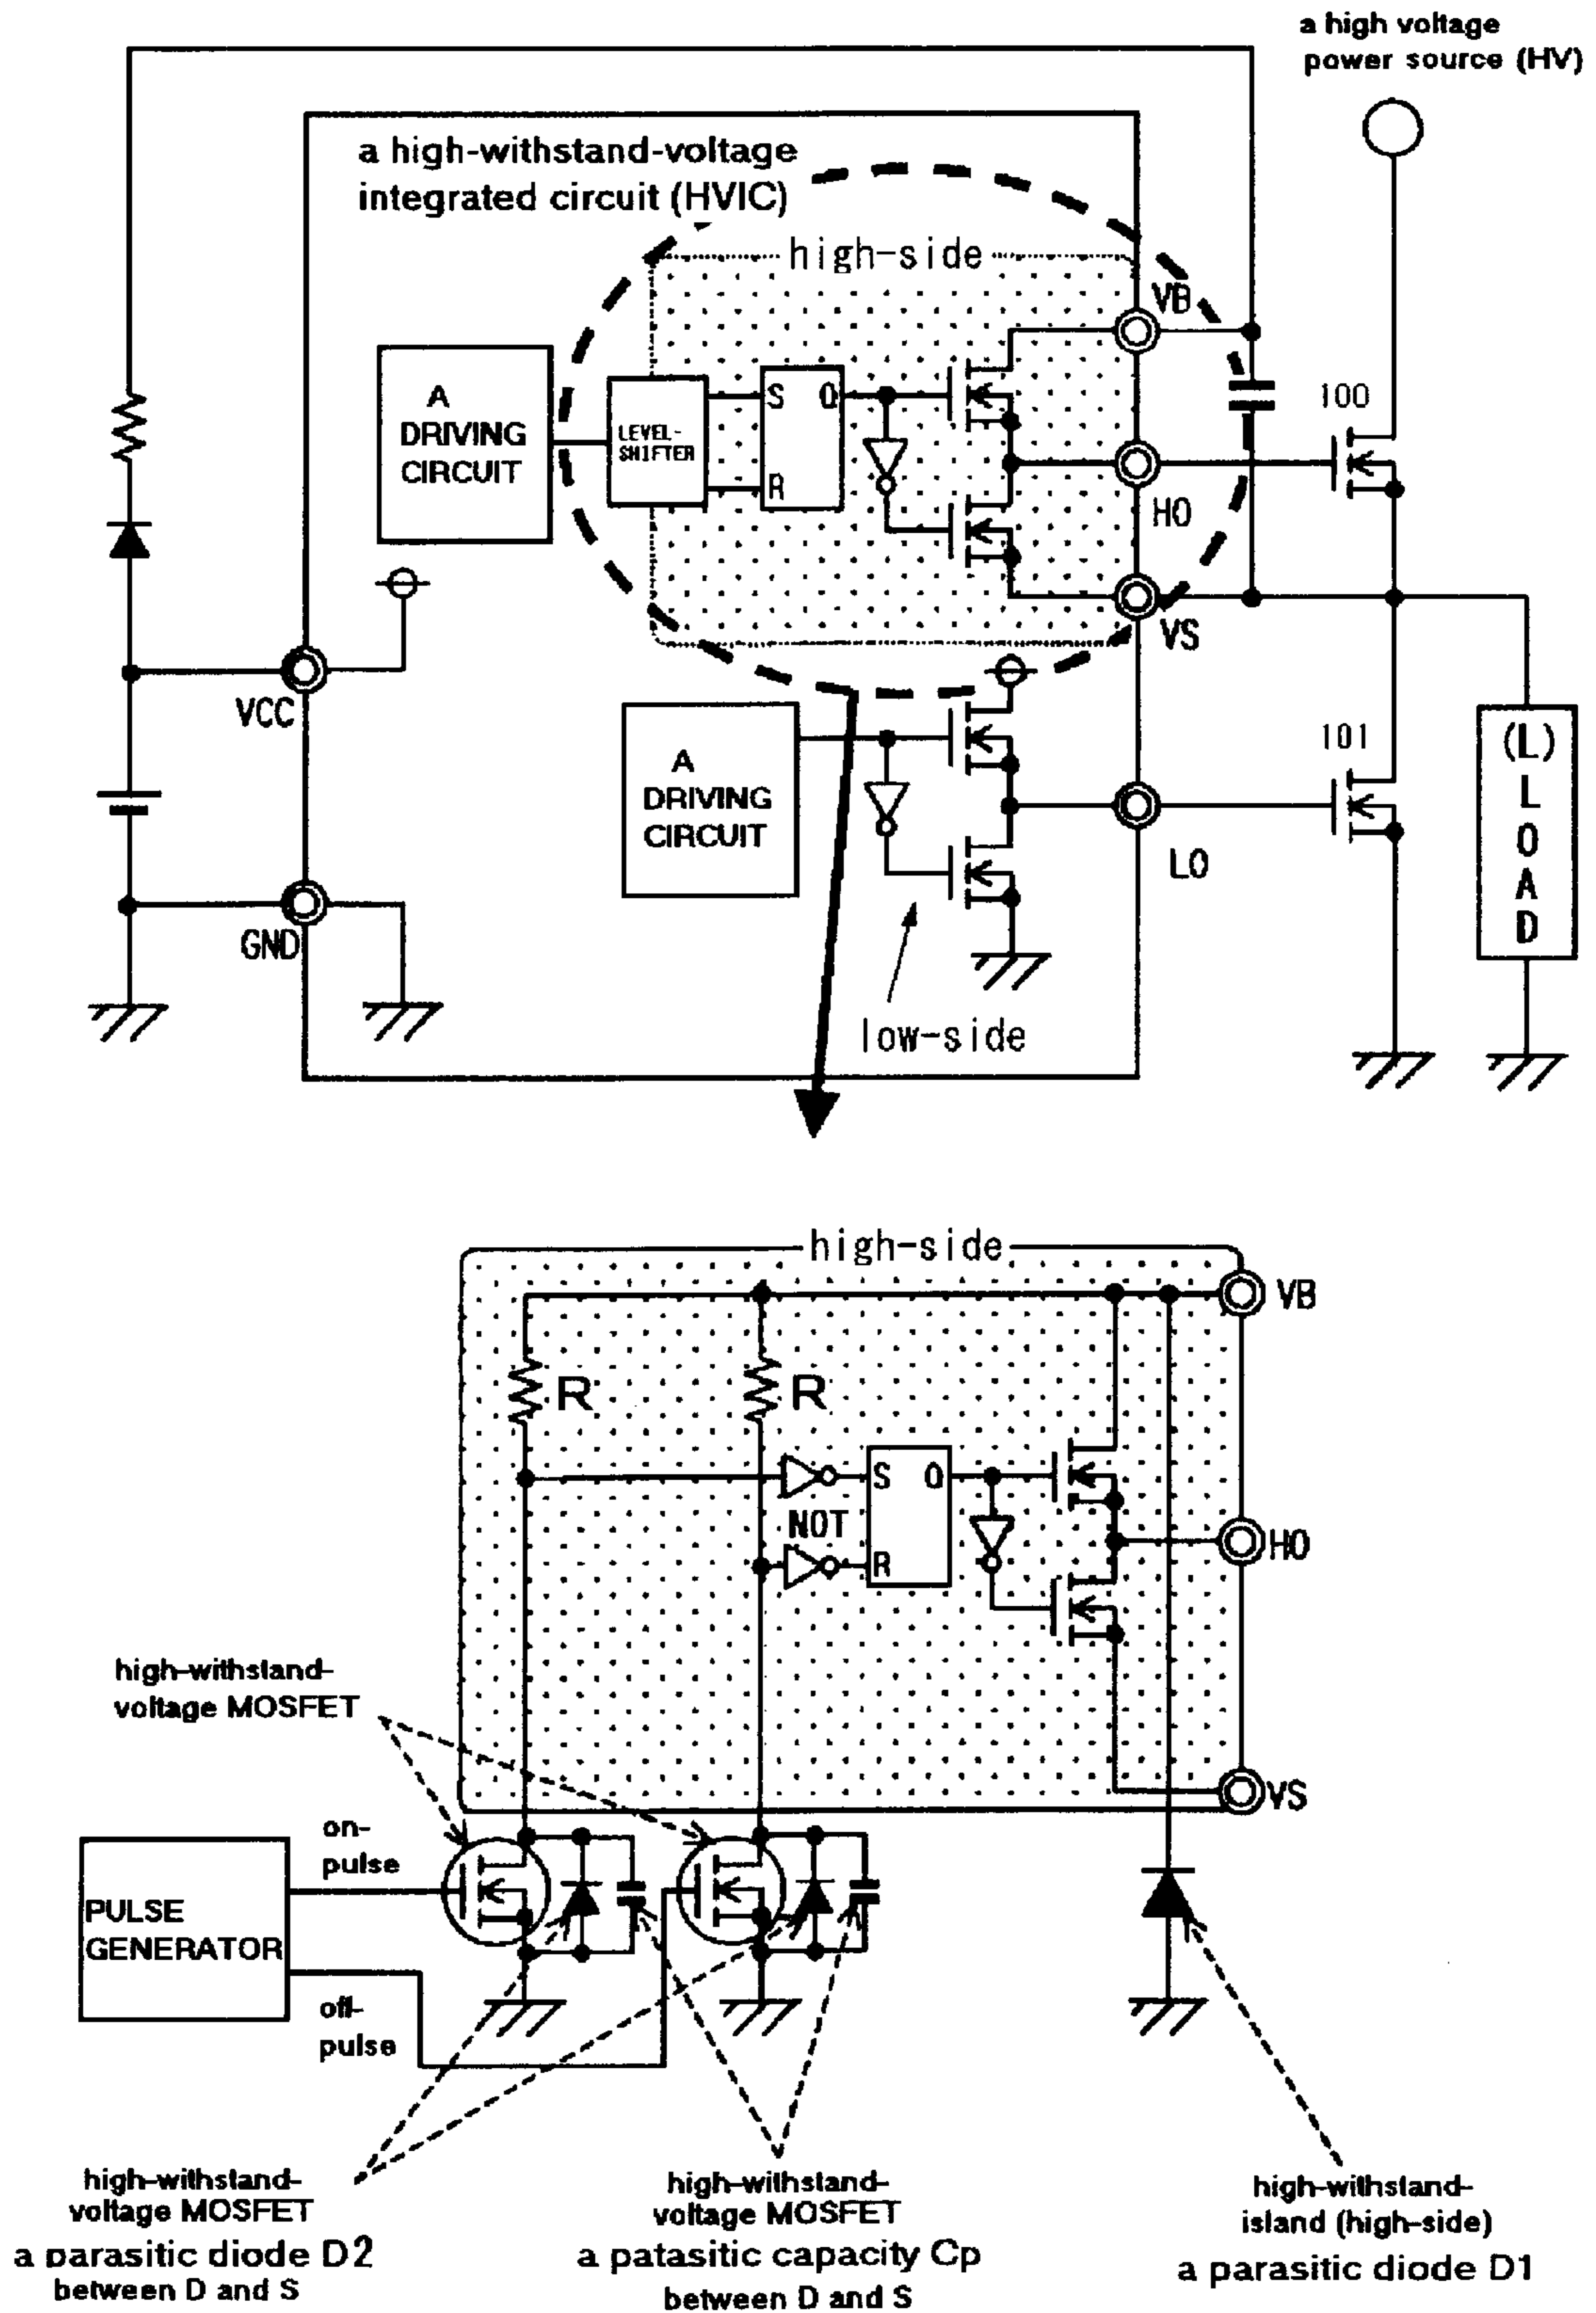 a high voltage
power source (HV)
a high-withstand-voltage
integrated circuit (HVIC)
high-side
VB
A
DRIVING
CIRCUIT
LEVEL-
SHIFTER
S
Q
R
100
HO
VS
VCC
A
DRIVING
CIRCUIT
101
(L)
L
O
A
D
LO
GND
low-side
high-side
VB
R
R
S
Q
NOT
R
HO
high-withstand-
voltage MOSFET
VS
on-
pulse
PULSE
GENERATOR
off-
pulse
high-withstand-
voltage MOSFET
a parasitic diode D2
between D and S
high-withstand-
voltage MOSFET
a patasitic capacity Cp
between D and S
high-withstand-
island (high-side)
a parasitic diode D1